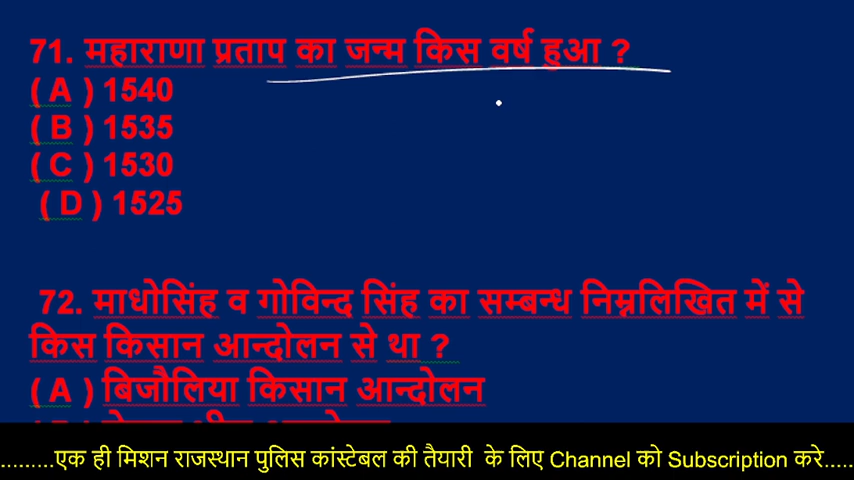 71. महाराणा प्रताप का जन्म किस वर्ष हुआ ?
( A ) 1540
( B ) 1535
( C ) 1530
( D ) 1525
72. माधोसिंह व गोविन्द सिंह का सम्बन्ध निम्नलिखित में से
किस किसान आन्दोलन से था ?
( A ) बिजौलिया किसान आन्दोलन
.........एक ही मिशन राजस्थान पुलिस कांस्टेबल की तैयारी के लिए Channel को Subscription करे.....